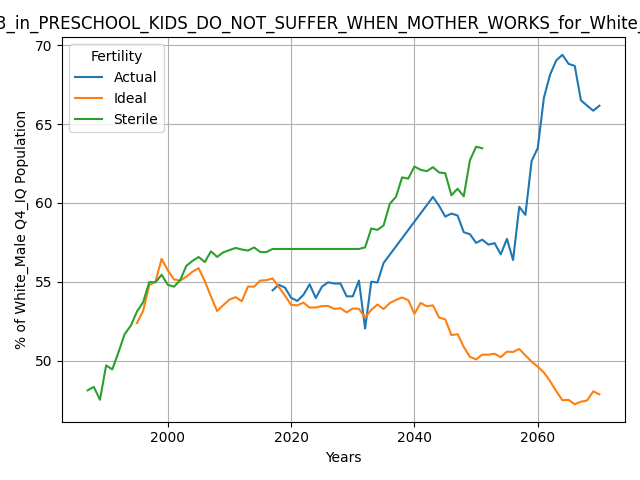 3_in_PRESCHOOL_KIDS_DO_NOT_SUFFER_WHEN_MOTHER_WORKS_for_White_
Fertility
Actual
Ideal
Sterile
% of White_Male Q4_IQ Population
70
65
60
55
50
2000
2020
2040
2060
Years